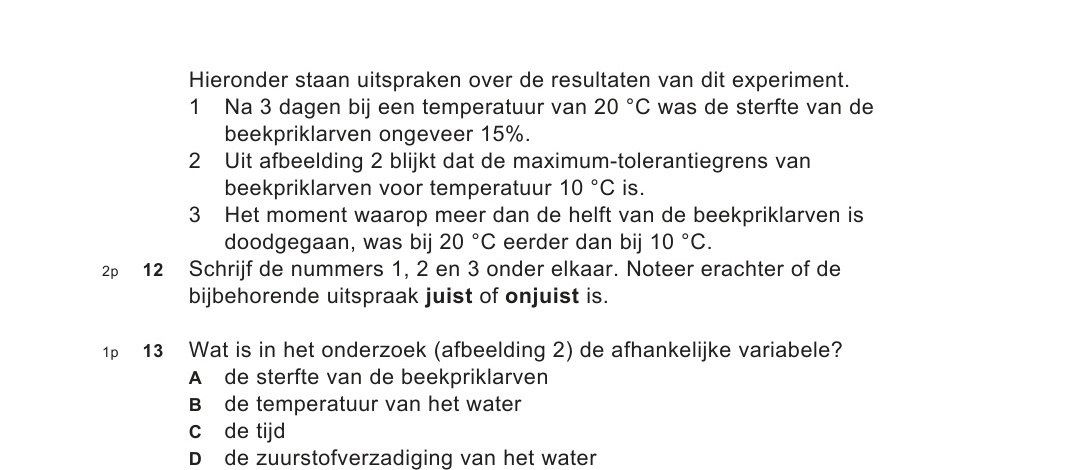 Hieronder staan uitspraken over de resultaten van dit experiment.
1 Na 3 dagen bij een temperatuur van 20 °C was de sterfte van de
beekpriklarven ongeveer 15%.
2 Uit afbeelding 2 blijkt dat de maximum-tolerantiegrens van
beekpriklarven voor temperatuur 10 °C is.
3 Het moment waarop meer dan de helft van de beekpriklarven is
doodgegaan, was bij 20 °C eerder dan bij 10 °C.
2p 12 Schrijf de nummers 1, 2 en 3 onder elkaar. Noteer erachter of de
bijbehorende uitspraak juist of onjuist is.
1p 13 Wat is in het onderzoek (afbeelding 2) de afhankelijke variabele?
A de sterfte van de beekpriklarven
B de temperatuur van het water
C de tijd
D de zuurstofverzadiging van het water